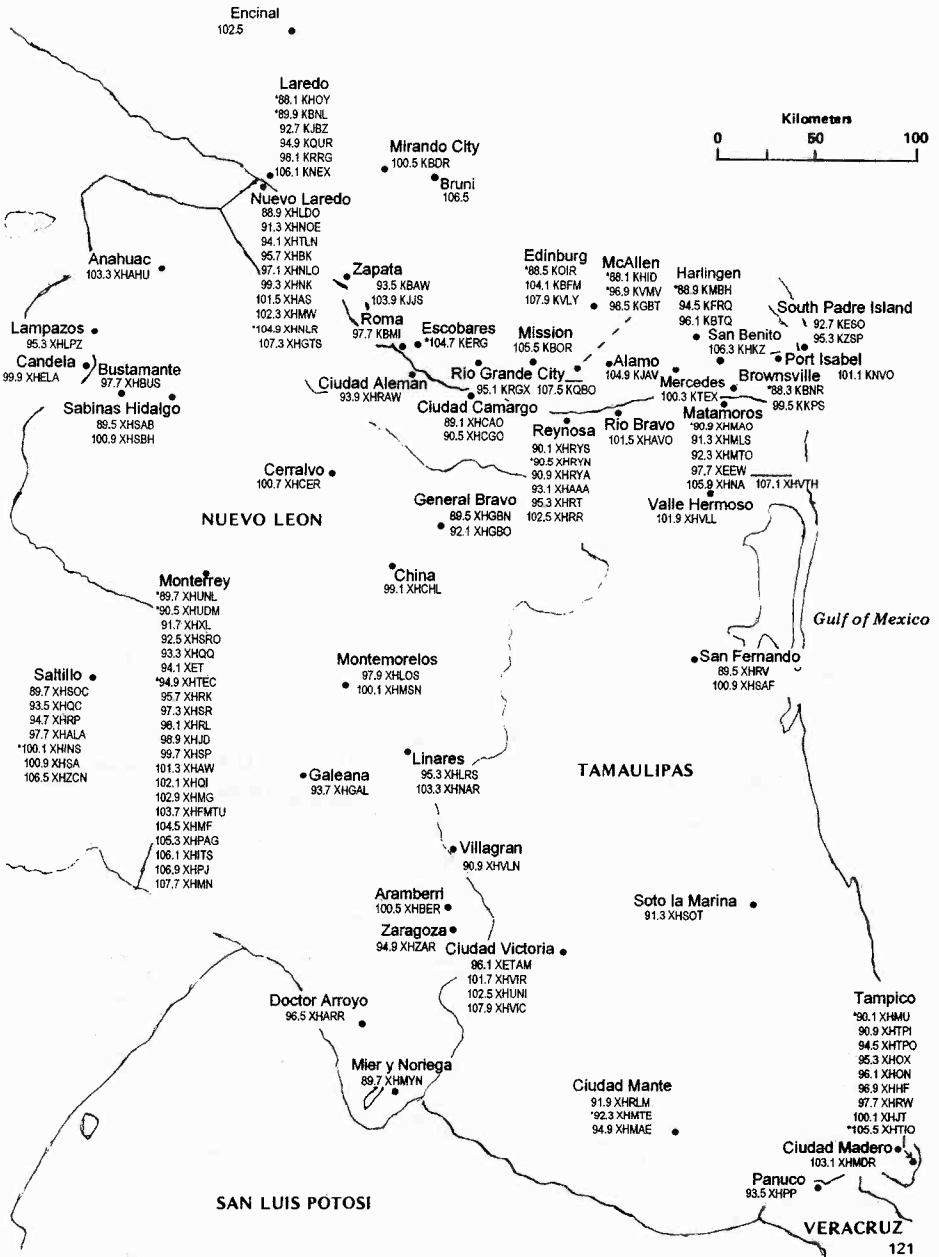 Encinal
102.5
Laredo
*88.1 KHOY
*89.9 KBNL
92.7 KJBZ
94.9 KQUR
98.1 KRRG
106.1 KNEX
Kilometers
0 50 100
Mirando City
100.5 KBDR
Bruni
106.5
Nuevo Laredo
88.9 XHLDO
91.3 XHNOE
94.1 XHTLN
95.7 XHBK
97.1 XHNLO
99.3 XHNK
101.5 XHAS
102.3 XHMW
*104.9 XHNLR
107.3 XHGTS
Anahuac
103.3 XHAHU
Zapata
93.5 KBAW
103.9 KJJS
Edinburg
*88.5 KOIR
104.1 KBFM
107.9 KVLY
McAllen
*88.1 KHID
*96.9 KVMV
98.5 KGBT
Harlingen
*88.9 KMBH
94.5 KFRQ
96.1 KBTQ
South Padre Island
92.7 KESO
95.3 KZSP
Lampazos
95.3 XHLPZ
Roma
97.7 KBMI
Escobares
*104.7 KERG
Mission
105.5 KBOR
San Benito
106.3 KHKZ
Port Isabel
101.1 KNVO
Candela
99.9 XHELA
Bustamante
97.7 XHBUS
Ciudad Aleman
93.9 XHRAW
Rio Grande City
95.1 KRGX
107.5 KQBO
Alamo
104.9 KJAV
Mercedes
100.3 KTEX
Brownsville
*88.3 KBNR
99.5 KKPS
Sabinas Hidalgo
89.5 XHSAB
100.9 XHSBH
Ciudad Camargo
89.1 XHCAO
90.5 XHCGO
Reynosa
90.1 XHRYS
*90.5 XHRYN
90.9 XHRYA
93.1 XHAAA
95.3 XHRT
102.5 XHRR
Rio Bravo
101.5 XHAVO
Matamoros
*90.9 XHMAO
91.3 XHMLS
92.3 XHMTO
97.7 XEEW
105.9 XHNA
107.1 XHVTH
Cerralvo
100.7 XHCER
General Bravo
89.5 XHGBN
92.1 XHGBO
Valle Hermoso
101.9 XHVLL
NUEVO LEON
Monterrey
*89.7 XHUNL
*90.5 XHUDM
91.7 XHXL
92.5 XHSRO
93.3 XHQQ
94.1 XET
*94.9 XHTEC
95.7 XHRK
97.3 XHSR
98.1 XHRL
98.9 XHJD
99.7 XHSP
101.3 XHAW
102.1 XHQI
102.9 XHMG
103.7 XHFMTU
104.5 XHMF
105.3 XHPAG
106.1 XHITS
106.9 XHPJ
107.7 XHMN
China
99.1 XHCHL
Gulf of Mexico
Saltillo
89.7 XHSOC
93.5 XHQC
94.7 XHRP
97.7 XHALA
*100.1 XHINS
100.9 XHSA
106.5 XHZCN
Montemorelos
97.9 XHLOS
100.1 XHMSN
San Fernando
89.5 XHRV
100.9 XHSAF
Galeana
93.7 XHGAL
Linares
95.3 XHLRS
103.3 XHNAR
TAMAULIPAS
Villagran
90.9 XHVLN
Aramberri
100.5 XHBER
Zaragoza
94.9 XHZAR
Soto la Marina
91.3 XHSOT
Ciudad Victoria
96.1 XETAM
101.7 XHVIR
102.5 XHUNI
107.9 XHVIC
Doctor Arroyo
96.5 XHARR
Mier y Noriega
89.7 XHMYN
Tampico
*90.1 XHMU
90.9 XHTPI
94.5 XHTPO
95.3 XHOX
96.1 XHON
96.9 XHHF
97.7 XHRW
100.1 XHJT
*105.5 XHTIO
Ciudad Mante
91.9 XHRLM
*92.3 XHMTE
94.9 XHMAE
Ciudad Madero
103.1 XHMDR
Panuco
93.5 XHPP
SAN LUIS POTOSI
VERACRUZ
121